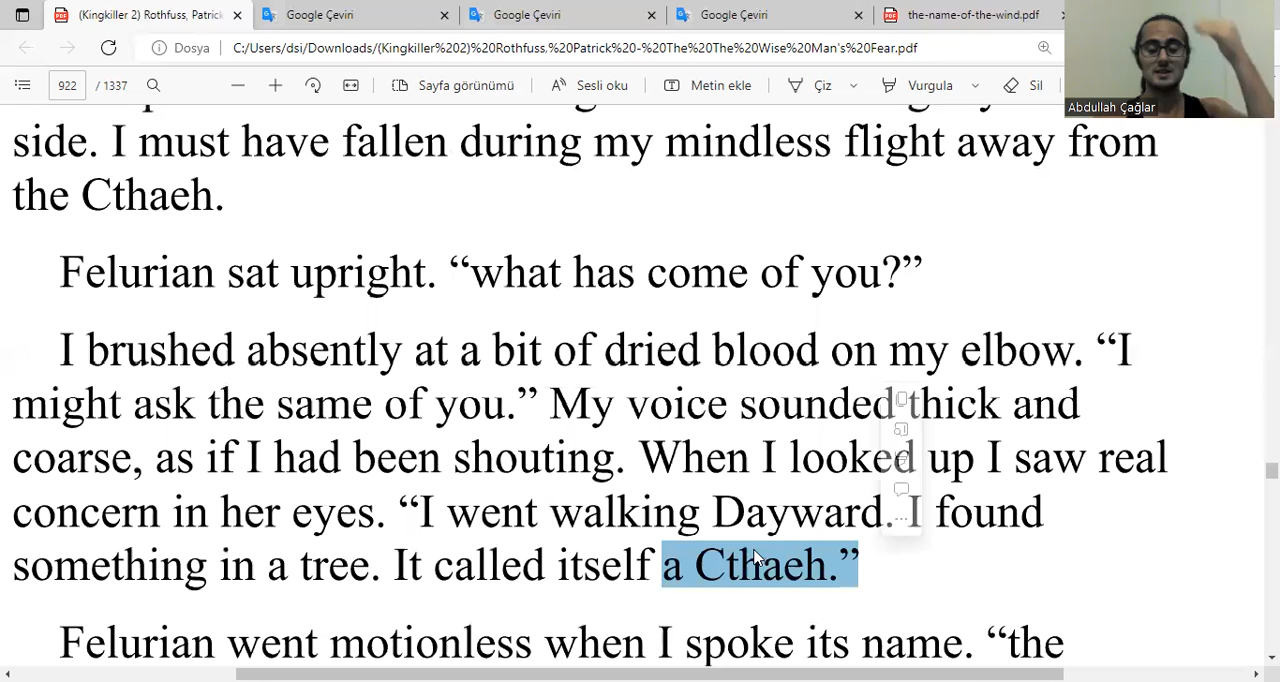 (Kingkiller 2) Rothfuss, Patrick
Google Çeviri
Google Çeviri
Google Çeviri
the-name-of-the-wind.pdf
Dosya
C:/Users/dsi/Downloads/(Kingkiller%202)%20Rothfuss,%20Patrick%20-%20The%20The%20Wise%20Man's%20Fear.pdf
922 / 1337
Sayfa görünümü
Sesli oku
Metin ekle
Çiz
Vurgula
Sil
Abdullah Çağlar
side. I must have fallen during my mindless flight away from
the Cthaeh.
Felurian sat upright. “what has come of you?”
I brushed absently at a bit of dried blood on my elbow. “I
might ask the same of you.” My voice sounded thick and
coarse, as if I had been shouting. When I looked up I saw real
concern in her eyes. “I went walking Dayward. I found
something in a tree. It called itself a Cthaeh.”
Felurian went motionless when I spoke its name. “the